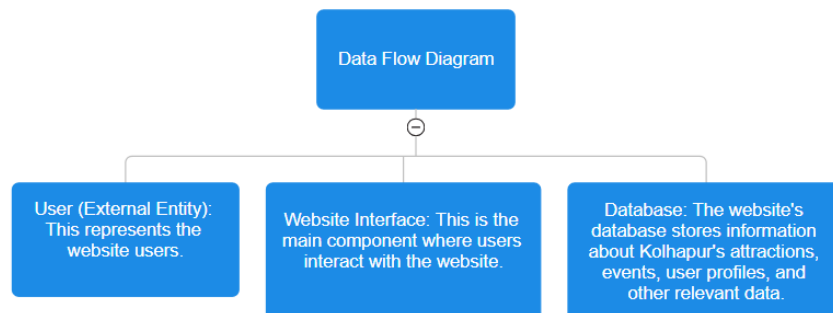 Data Flow Diagram
User (External Entity):
This represents the
website users.
Website Interface: This is the
main component where users
interact with the website.
Database: The website's
database stores information
about Kolhapur's attractions,
events, user profiles, and
other relevant data.